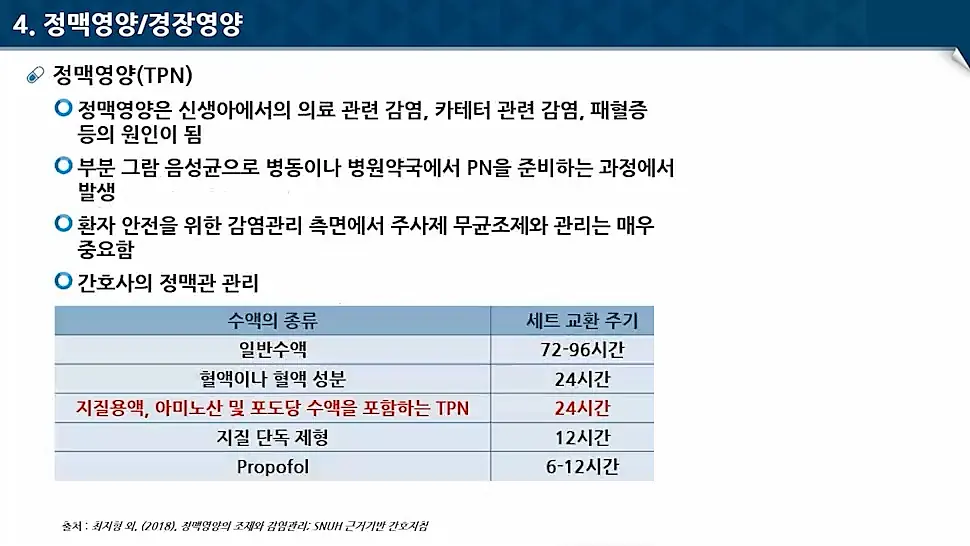 4. 정맥영양/경장영양
정맥영양(TPN)
정맥영양은 신생아에서의 의료 관련 감염, 카테터 관련 감염, 패혈증
등의 원인이 됨
부분 그람 음성균으로 병동이나 병원약국에서 PN을 준비하는 과정에서
발생
환자 안전을 위한 감염관리 측면에서 주사제 무균조제와 관리는 매우
중요함
간호사의 정맥관 관리
수액의 종류 세트 교환 주기
일반수액 72-96시간
혈액이나 혈액 성분 24시간
지질용액, 아미노산 및 포도당 수액을 포함하는 TPN 24시간
지질 단독 제형 12시간
Propofol 6-12시간
출처 : 최지형 외, (2018), 정맥영양의 조제와 감염관리; SNUH 근거기반 간호지침